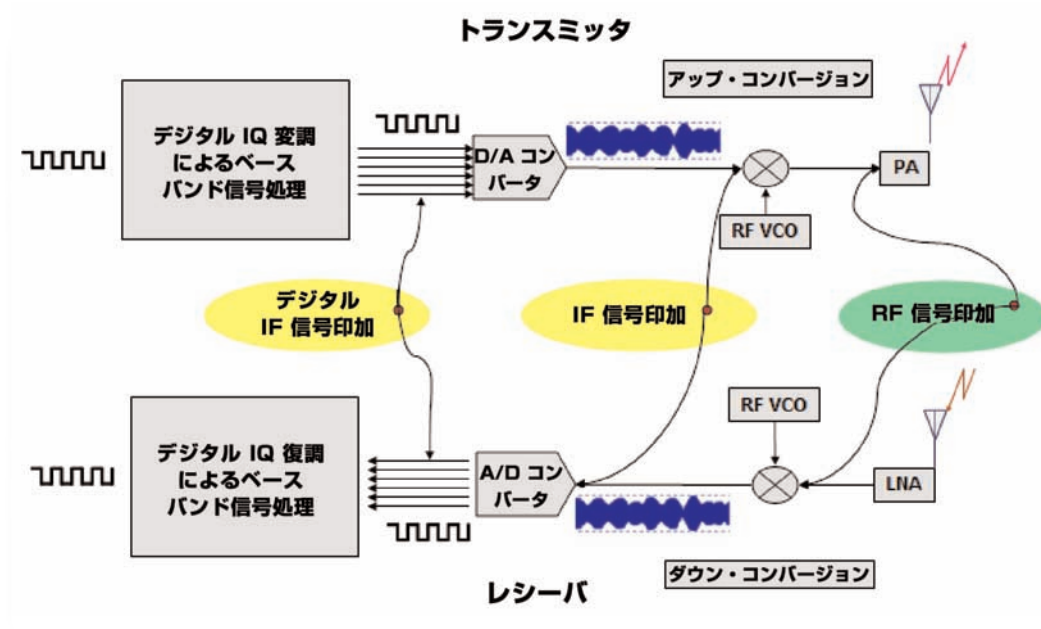 トランスミッタ
アップ・コンバージョン
デジタル IQ 変調
によるベース
バンド信号処理
D/A コン
バータ
PA
RF VCO
デジタル
IF 信号印加
IF 信号印加
RF 信号印加
RF VCO
デジタル IQ 復調
によるベース
バンド信号処理
A/D コン
バータ
LNA
ダウン・コンバージョン
レシーバ